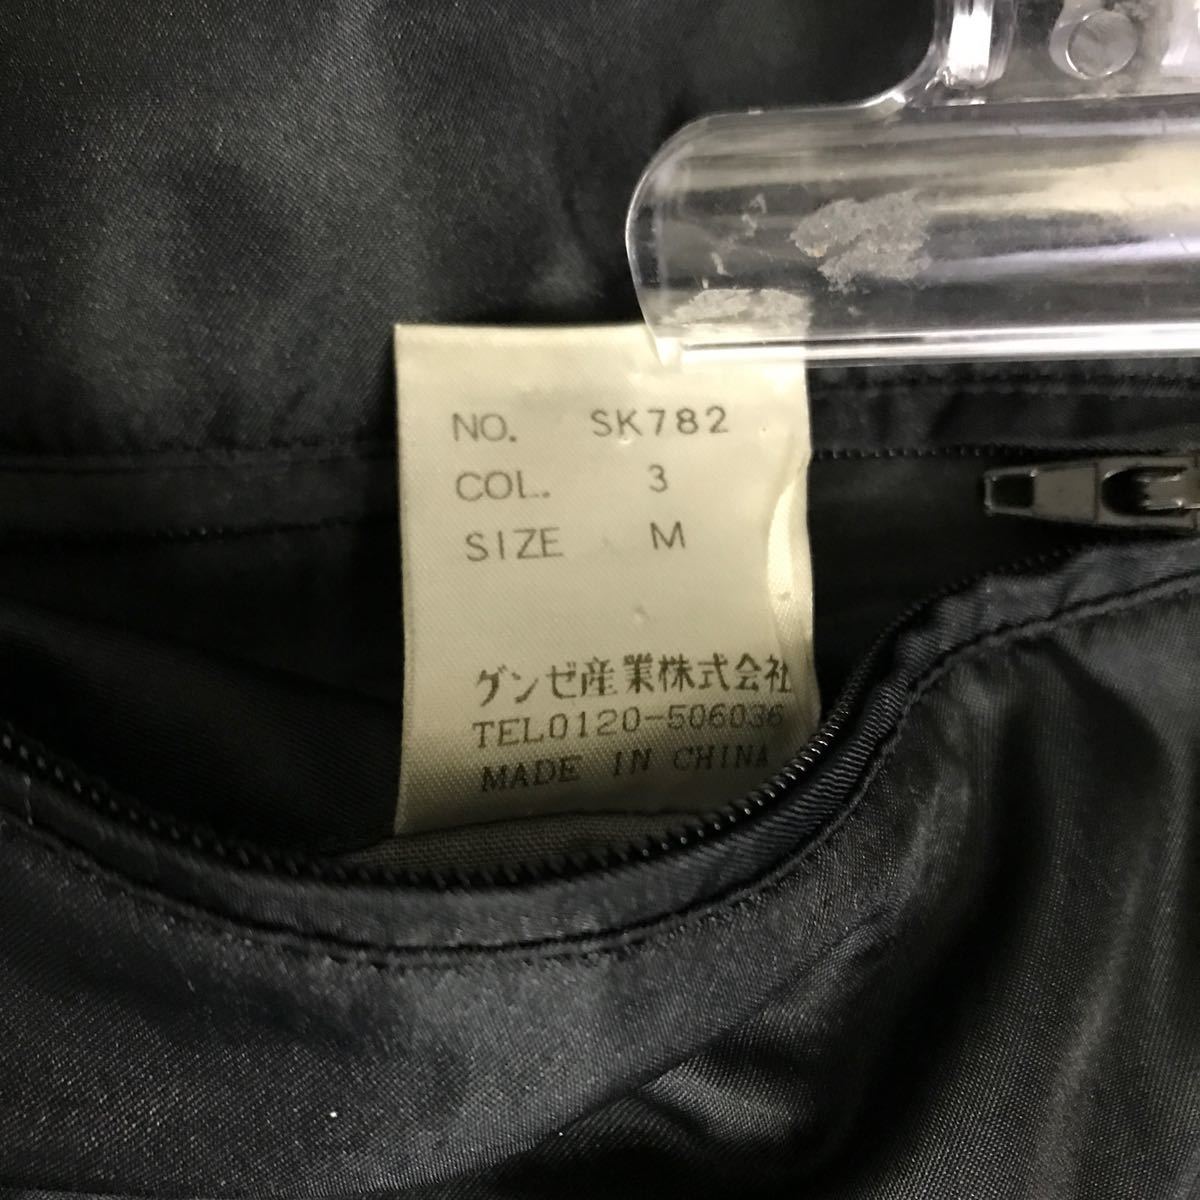 NO. SK782
COL. 3
SIZE M
グンゼ産業株式会社
TEL0120-506036
MADE IN CHINA